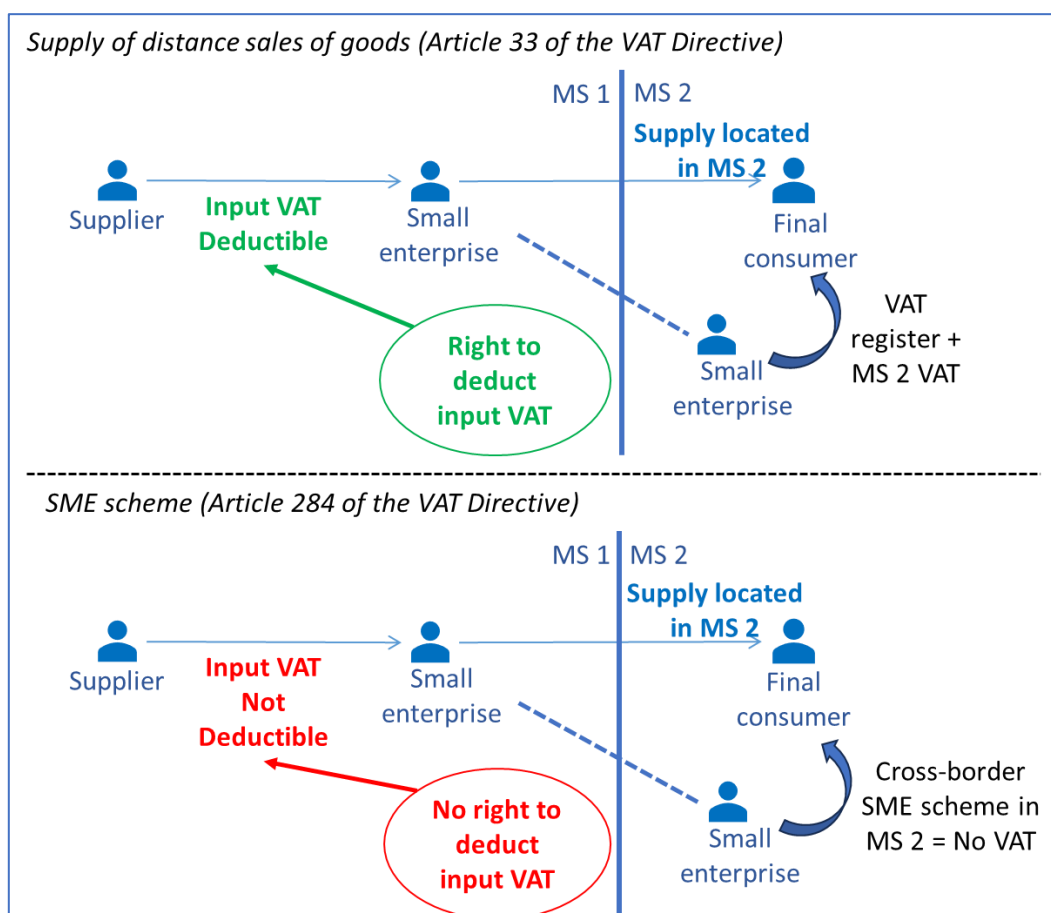 Supply of distance sales of goods (Article 33 of the VAT Directive)
MS 1
MS 2
Supply located
in MS 2
Supplier
Input VAT
Deductible
Small
enterprise
Final
consumer
Right to
deduct
input VAT
Small
enterprise
VAT
register +
MS 2 VAT
SME scheme (Article 284 of the VAT Directive)
MS 1
MS 2
Supply located
in MS 2
Supplier
Input VAT
Not
Deductible
Small
enterprise
Final
consumer
No right to
deduct
input VAT
Small
enterprise
Cross-border
SME scheme in
MS 2 = No VAT